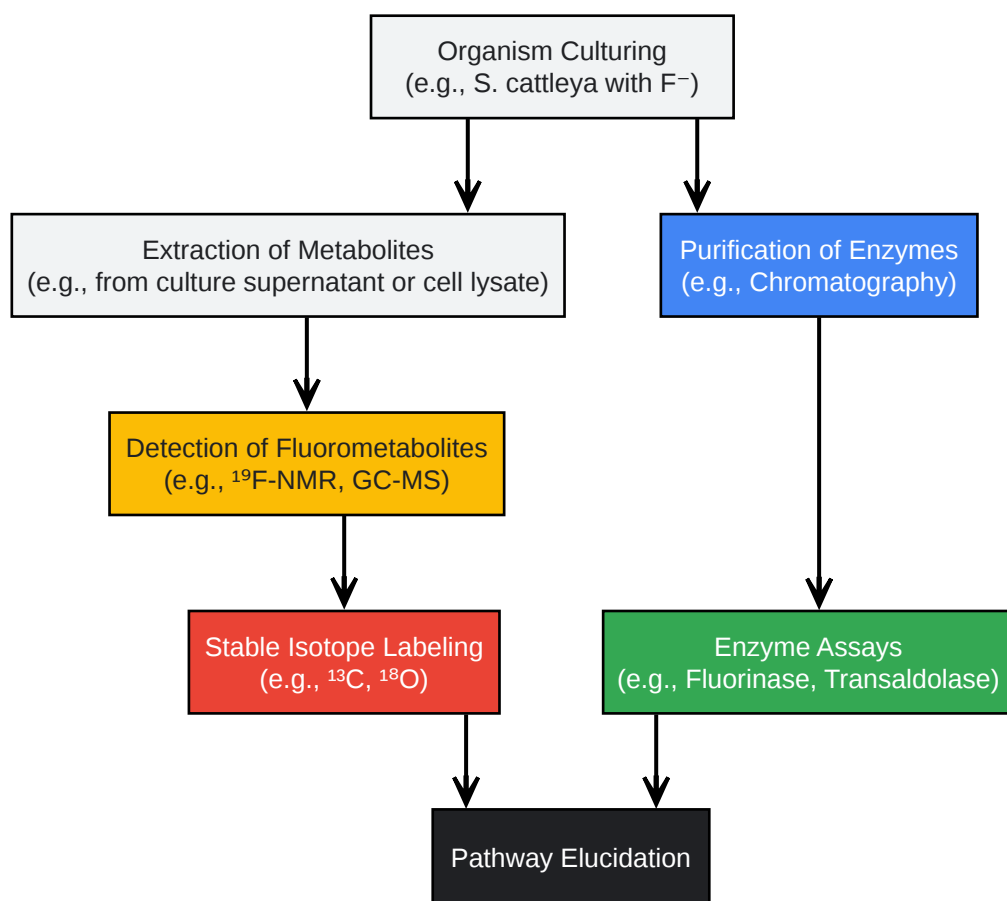 Organism Culturing
(e.g., S. cattleya with F⁻)
Extraction of Metabolites
(e.g., from culture supernatant or cell lysate)
Purification of Enzymes
(e.g., Chromatography)
Detection of Fluorometabolites
(e.g., ¹⁹F-NMR, GC-MS)
Stable Isotope Labeling
(e.g., ¹³C, ¹⁸O)
Enzyme Assays
(e.g., Fluorinase, Transaldolase)
Pathway Elucidation